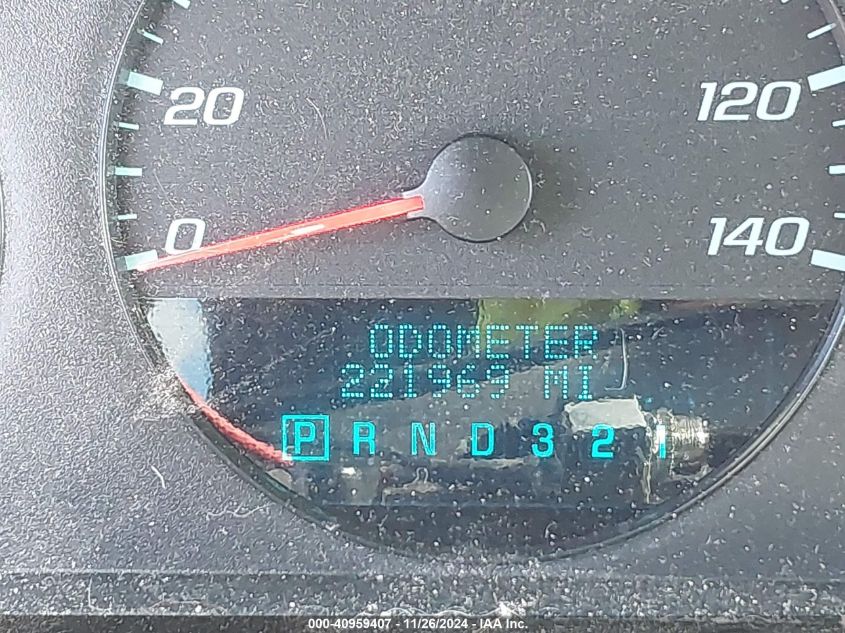 20 120
0 140
ODOMETER
221969 MI
P R N D 3 2 1
000-40959407 - 11/26/2024 - IAA Inc.